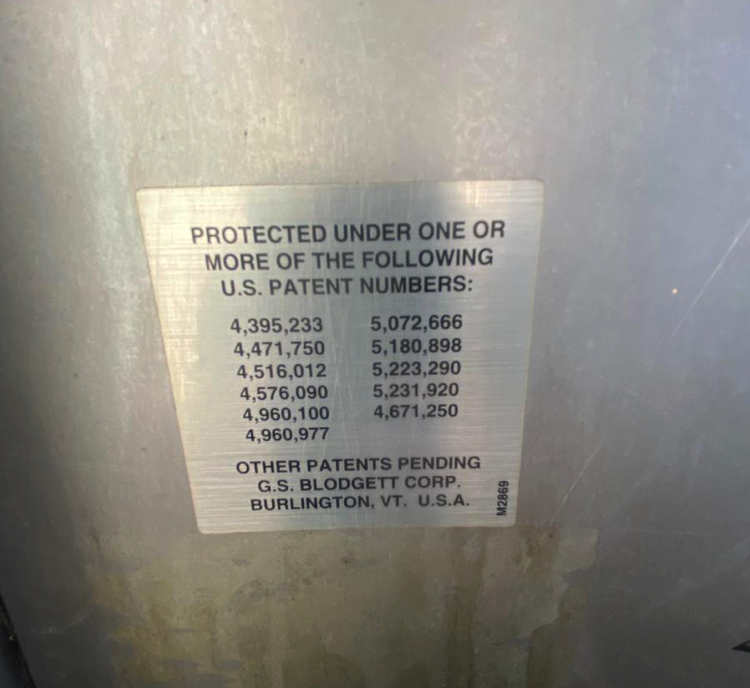 PROTECTED UNDER ONE OR
MORE OF THE FOLLOWING
U.S. PATENT NUMBERS:
4,395,233 5,072,666
4,471,750 5,180,898
4,516,012 5,223,290
4,576,090 5,231,920
4,960,100 4,671,250
4,960,977
OTHER PATENTS PENDING
G.S. BLODGETT CORP.
BURLINGTON, VT. U.S.A.
M2869